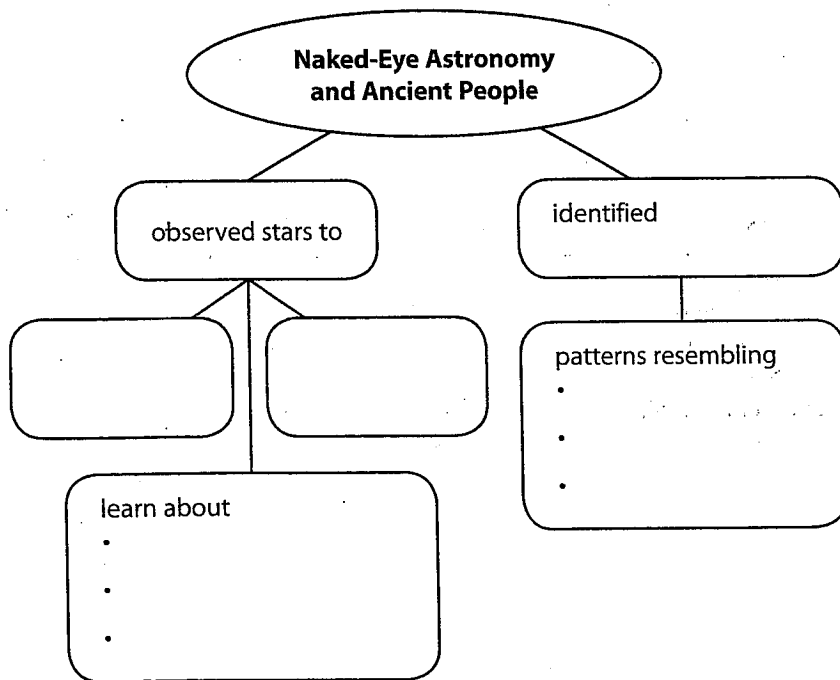 Naked-Eye Astronomy
and Ancient People
observed stars to
identified
patterns resembling
•
•
•
learn about
•
•
•